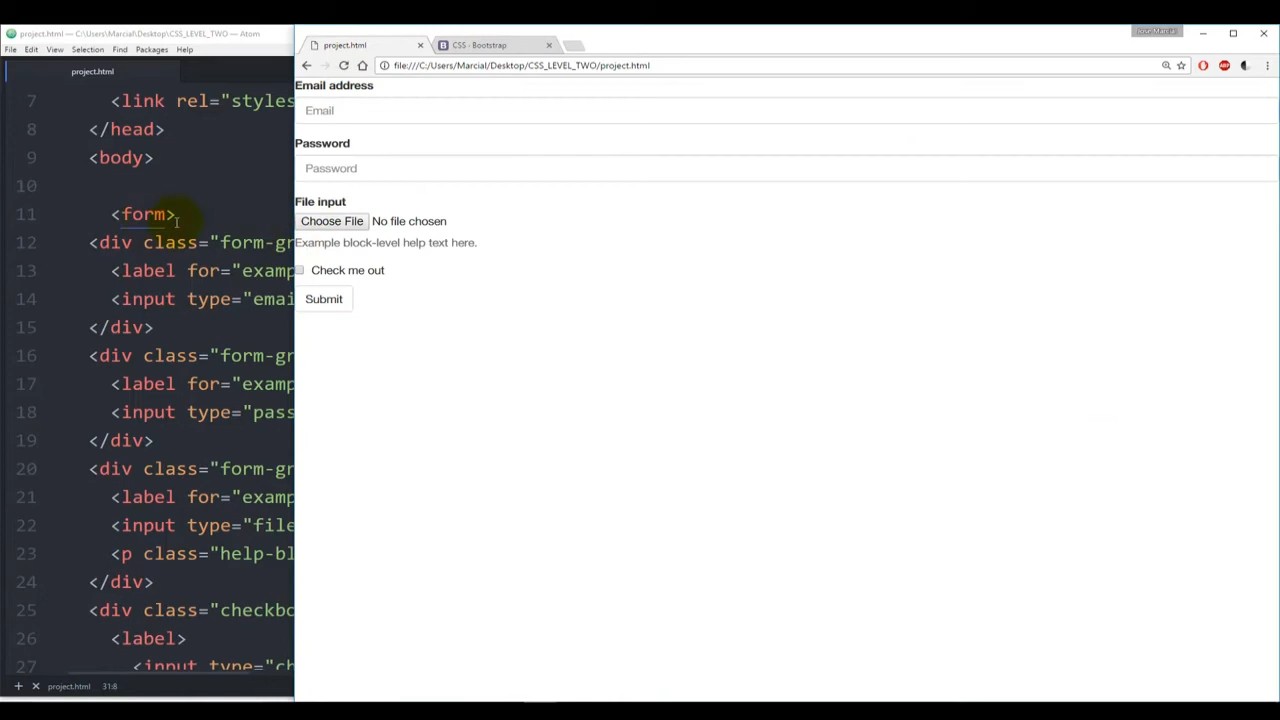 project.html — C:\Users\Marcial\Desktop\CSS_LEVEL_TWO — Atom
File Edit View Selection Find Packages Help
project.html
7 <link rel="styles
8 </head>
9 <body>
10
11 <form>
12 <div class="form-gr
13 <label for="examp
14 <input type="emai
15 </div>
16 <div class="form-gr
17 <label for="examp
18 <input type="pass
19 </div>
20 <div class="form-gr
21 <label for="examp
22 <input type="file
23 <p class="help-bl
24 </div>
25 <div class="checkbo
26 <label>
27 <input type="ch
project.html 31:8
Jose Marcial
project.html
CSS · Bootstrap
file:///C:/Users/Marcial/Desktop/CSS_LEVEL_TWO/project.html
ABP
Email address
Email
Password
Password
File input
Choose File No file chosen
Example block-level help text here.
Check me out
Submit